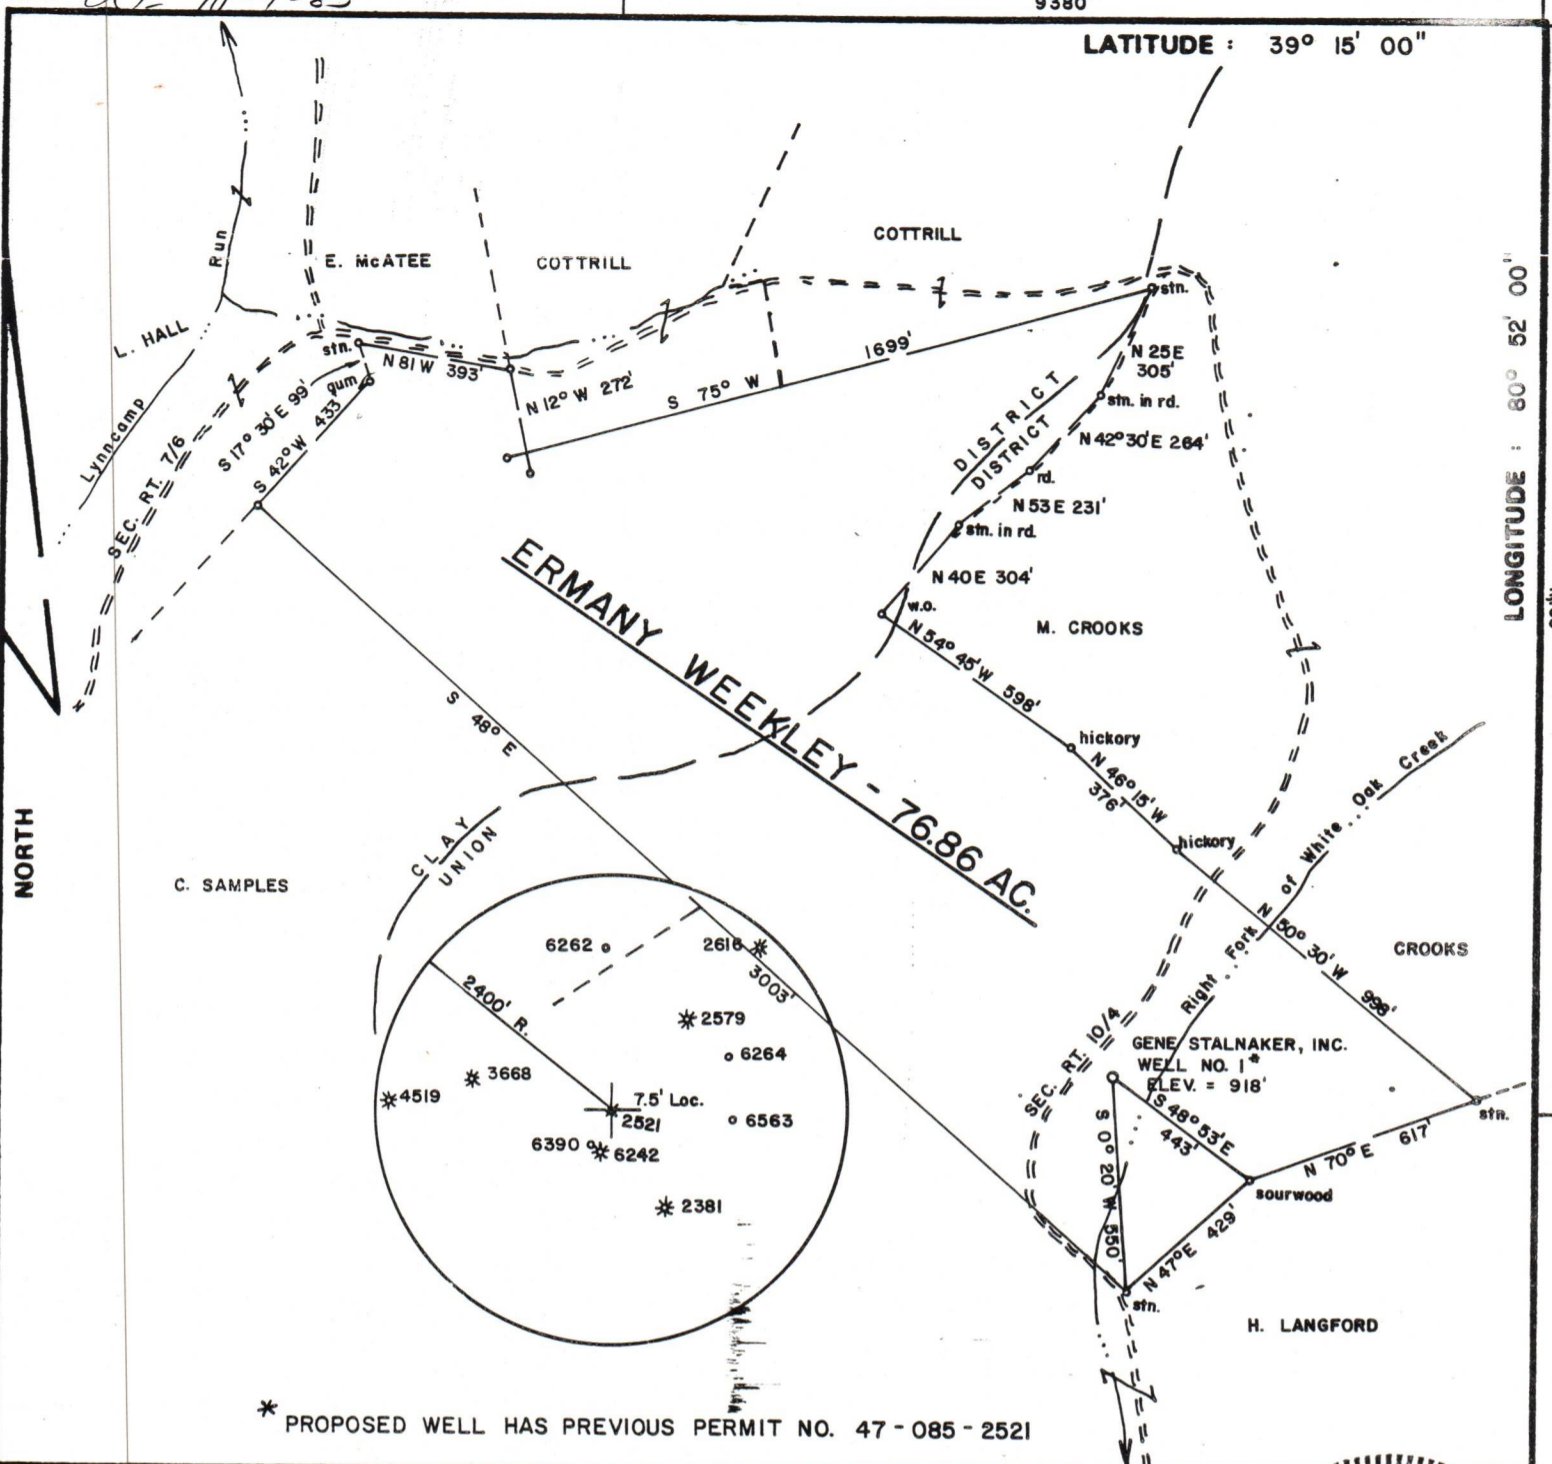 9380
LATITUDE : 39° 15' 00"
LONGITUDE : 80° 52' 00"
COTTRILL
Run
E. McATEE
COTTRILL
stn.
L. HALL
stn.
N 81 W 393'
1699'
N 25 E
305'
gum
N 12° W 272'
S 75° W
stn. in rd.
S 17° 30' E 99'
S 42° W 433'
Lynncamp
SEC. RT. 7/6
DISTRICT
DISTRICT
N 42° 30' E 264'
rd.
N 53 E 231'
stn. in rd.
N 40 E 304'
w.o.
ERMANY WEEKLEY - 76.86 AC.
M. CROOKS
N 54° 45' W 598'
S 48° E
hickory
N 46° 15' W
376'
hickory
Right Fork of White Oak Creek
NORTH
CLAY
UNION
C. SAMPLES
N 50° 30' W 998'
CROOKS
6262
2616
3003'
2400' R.
2579
6264
SEC. RT. 10/4
GENE STALNAKER, INC.
WELL NO. 1*
ELEV. = 918'
3668
4519
7.5' Loc.
2521
6563
6390
6242
2381
S 48° 53' E
443'
S 0° 20' W 550'
stn.
N 70° E 617'
sourwood
N 47° E 429'
stn.
H. LANGFORD
* PROPOSED WELL HAS PREVIOUS PERMIT NO. 47 - 085 - 2521